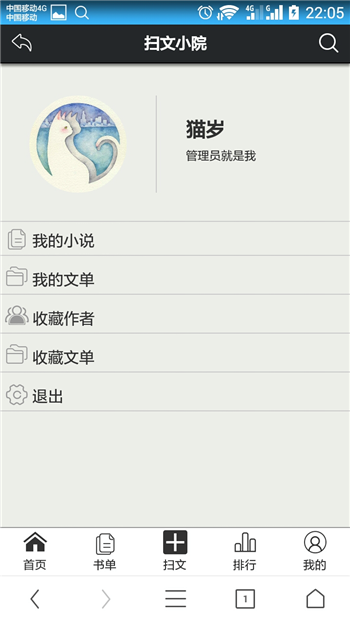 中国移动4G
中国移动
4G
G
22:05
扫文小院
猫岁
管理员就是我
我的小说
我的文单
收藏作者
收藏文单
退出
首页 书单 扫文 排行 我的
1